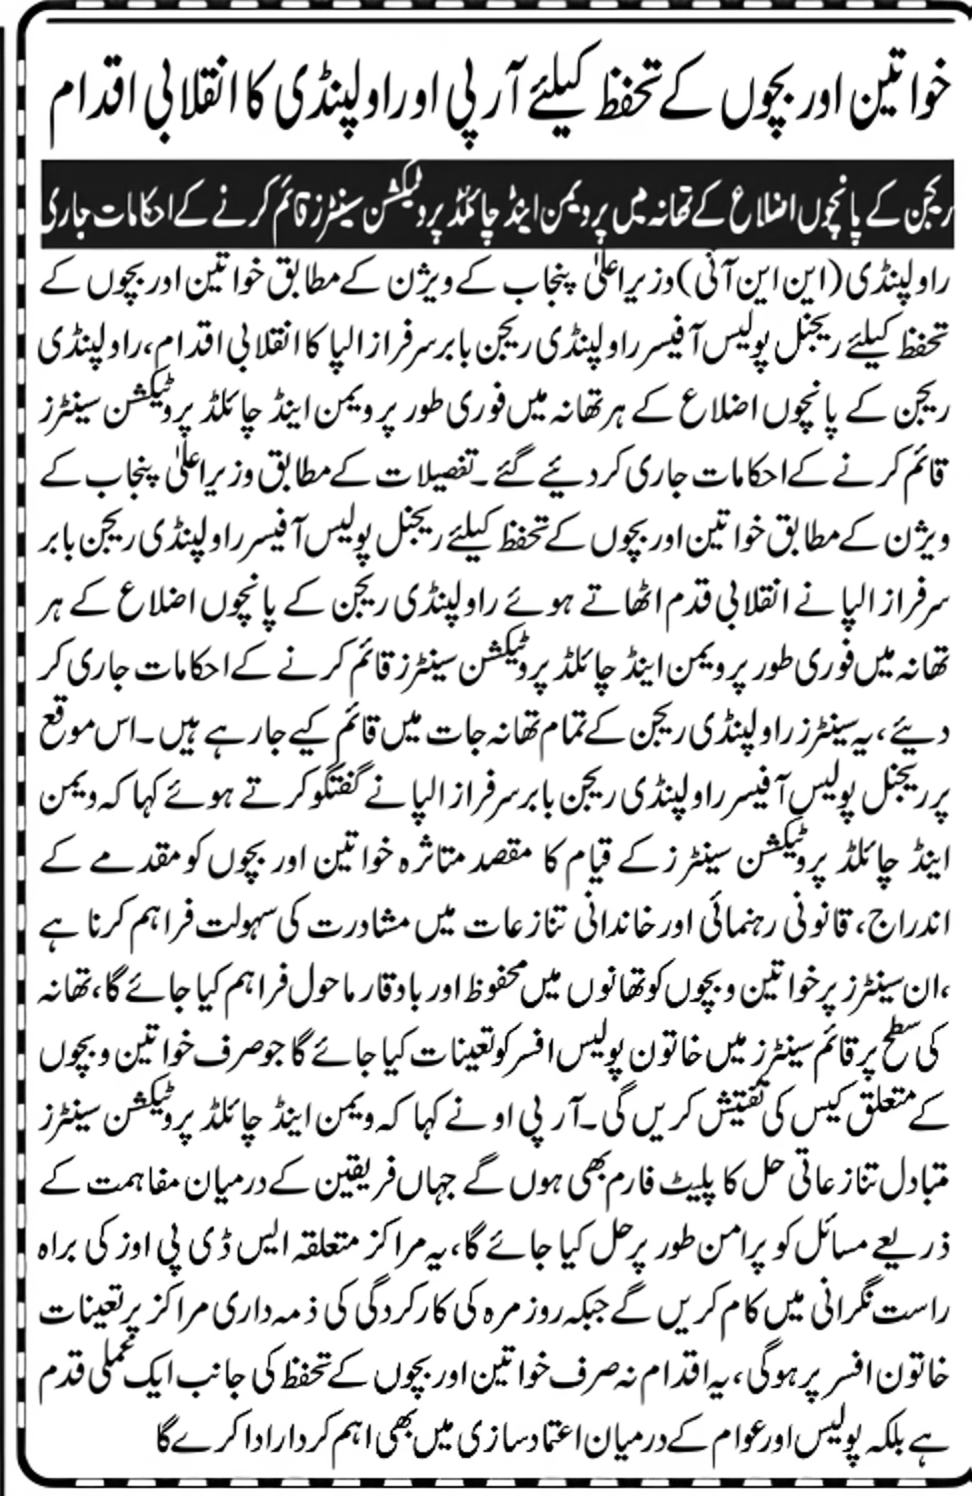 خواتین اور بچوں کے تحفظ کیلئے آر پی او راولپنڈی کا انقلابی اقدام
ریجن کے پانچوں اضلاع کے تھانہ میں پر ویمن اینڈ چائلڈ پروٹیکشن سینٹرز قائم کرنے کے احکامات جاری
راولپنڈی (این این آئی) وزیراعلیٰ پنجاب کے ویژن کے مطابق خواتین اور بچوں کے
تحفظ کیلئے ریجنل پولیس آفیسر راولپنڈی ریجن بابر سرفراز الپا کا انقلابی اقدام، راولپنڈی
ریجن کے پانچوں اضلاع کے ہر تھانہ میں فوری طور پر ویمن اینڈ چائلڈ پروٹیکشن سینٹرز
قائم کرنے کے احکامات جاری کر دیئے گئے۔ تفصیلات کے مطابق وزیراعلیٰ پنجاب کے
ویژن کے مطابق خواتین اور بچوں کے تحفظ کیلئے ریجنل پولیس آفیسر راولپنڈی ریجن بابر
سرفراز الپا نے انقلابی قدم اٹھاتے ہوئے راولپنڈی ریجن کے پانچوں اضلاع کے ہر
تھانہ میں فوری طور پر ویمن اینڈ چائلڈ پروٹیکشن سینٹرز قائم کرنے کے احکامات جاری کر
دیئے، یہ سینٹرز راولپنڈی ریجن کے تمام تھانہ جات میں قائم کیے جا رہے ہیں۔ اس موقع
پر ریجنل پولیس آفیسر راولپنڈی ریجن بابر سرفراز الپا نے گفتگو کرتے ہوئے کہا کہ ویمن
اینڈ چائلڈ پروٹیکشن سینٹرز کے قیام کا مقصد متاثرہ خواتین اور بچوں کو مقدمے کے
اندراج، قانونی رہنمائی اور خاندانی تنازعات میں مشاورت کی سہولت فراہم کرنا ہے
،ان سینٹرز پر خواتین و بچوں کو تھانوں میں محفوظ اور باوقار ماحول فراہم کیا جائے گا، تھانہ
کی سطح پر قائم سینٹرز میں خاتون پولیس افسر کو تعینات کیا جائے گا جو صرف خواتین و بچوں
کے متعلق کیس کی تفتیش کریں گی۔ آر پی او نے کہا کہ ویمن اینڈ چائلڈ پروٹیکشن سینٹرز
متبادل تنازعاتی حل کا پلیٹ فارم بھی ہوں گے جہاں فریقین کے درمیان مفاہمت کے
ذریعے مسائل کو پرامن طور پر حل کیا جائے گا، یہ مراکز متعلقہ ایس ڈی پی اوز کی براہ
راست نگرانی میں کام کریں گے جبکہ روز مرہ کی کارکردگی کی ذمہ داری مراکز پر تعینات
خاتون افسر پر ہوگی، یہ اقدام نہ صرف خواتین اور بچوں کے تحفظ کی جانب ایک عملی قدم
ہے بلکہ پولیس اور عوام کے درمیان اعتماد سازی میں بھی اہم کردار ادا کرے گا